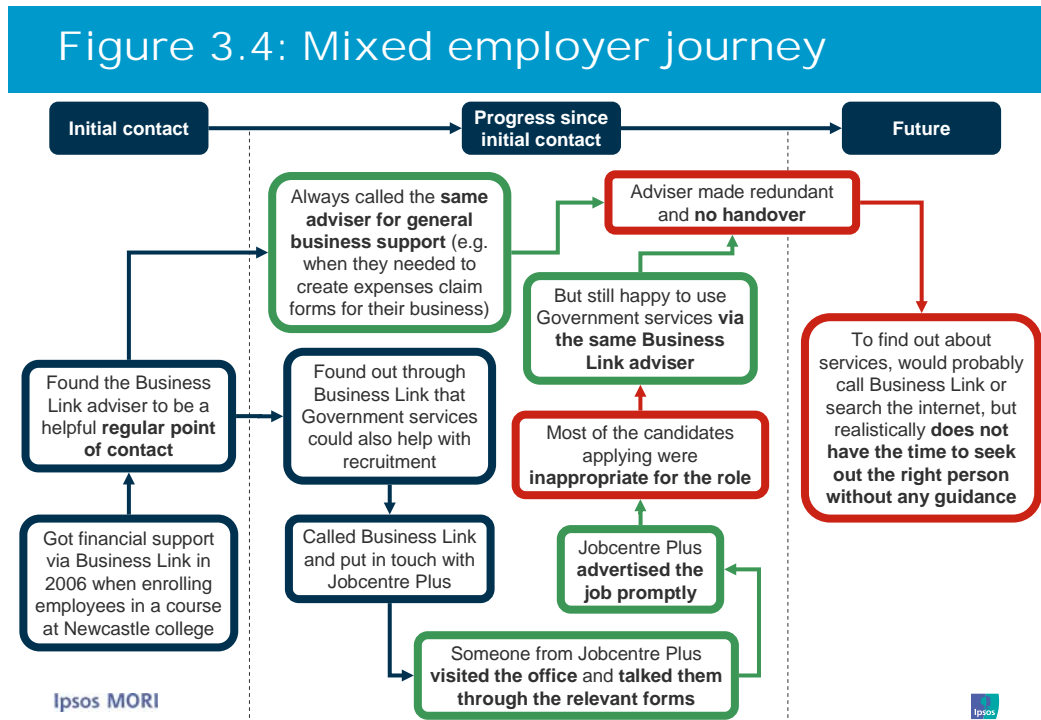 Figure 3.4: Mixed employer journey
Initial contact
Progress since
initial contact
Future
Got financial support
via Business Link in
2006 when enrolling
employees in a course
at Newcastle college
Found the Business
Link adviser to be a
helpful regular point
of contact
Always called the same
adviser for general
business support (e.g.
when they needed to
create expenses claim
forms for their business)
Found out through
Business Link that
Government services
could also help with
recruitment
Called Business Link
and put in touch with
Jobcentre Plus
Someone from Jobcentre Plus
visited the office and talked them
through the relevant forms
Jobcentre Plus
advertised the
job promptly
Most of the candidates
applying were
inappropriate for the role
But still happy to use
Government services via
the same Business
Link adviser
Adviser made redundant
and no handover
To find out about
services, would probably
call Business Link or
search the internet, but
realistically does not
have the time to seek
out the right person
without any guidance
Ipsos MORI
Ipsos